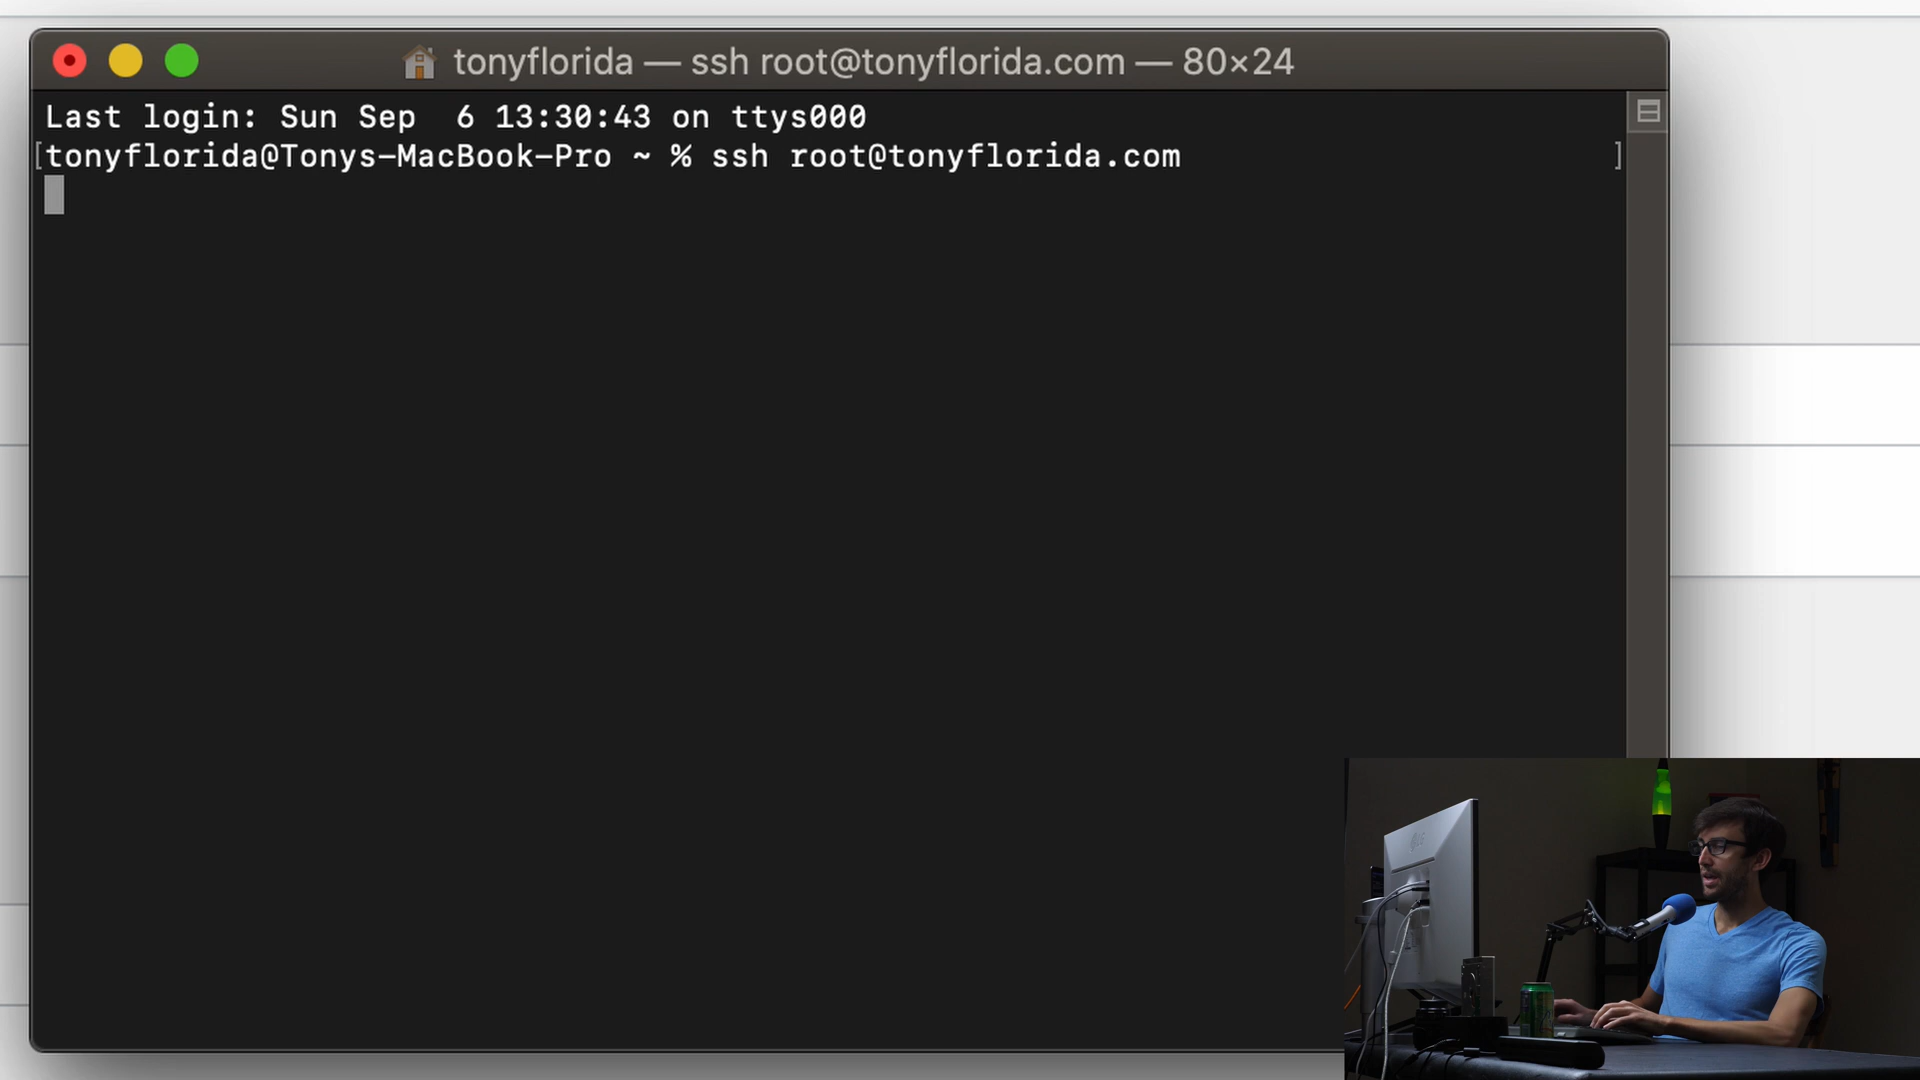 tonyflorida — ssh root@tonyflorida.com — 80×24
Last login: Sun Sep  6 13:30:43 on ttys000
[tonyflorida@Tonys-MacBook-Pro ~ % ssh root@tonyflorida.com ]